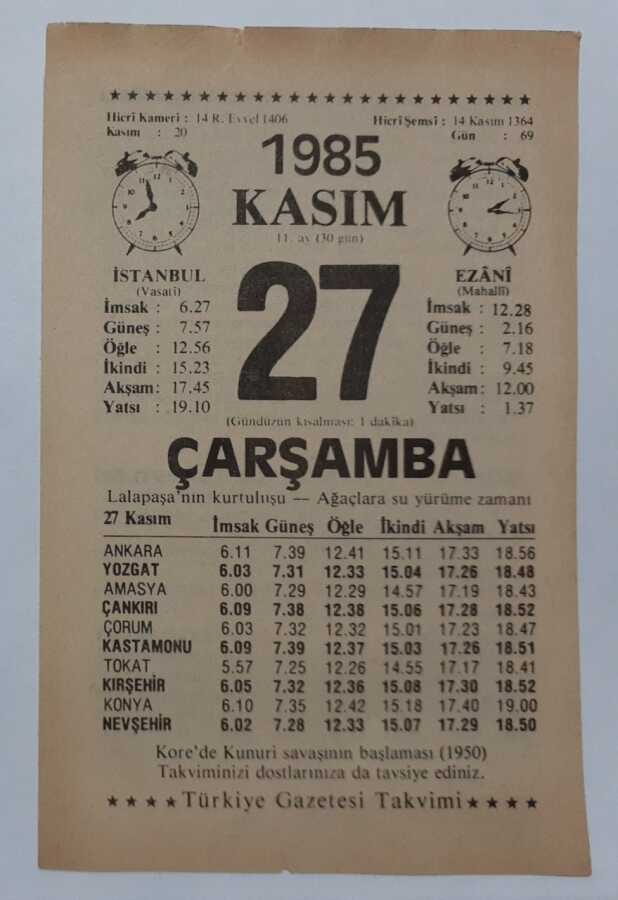 Hicrî Kameri : 14 R. Evvel 1406
Kasım : 20
Hicrî Şemsî : 14 Kasım 1364
Gün : 69
1985
KASIM
11. ay (30 gün)
27
(Gündüzün kısalması: 1 dakika)
İSTANBUL
(Vasatî)
İmsak : 6.27
Güneş : 7.57
Öğle : 12.56
İkindi : 15.23
Akşam: 17.45
Yatsı : 19.10
EZÂNÎ
(Mahallî)
İmsak : 12.28
Güneş : 2.16
Öğle : 7.18
İkindi : 9.45
Akşam: 12.00
Yatsı : 1.37
ÇARŞAMBA
Lalapaşa'nın kurtuluşu — Ağaçlara su yürüme zamanı
27 Kasım İmsak Güneş Öğle İkindi Akşam Yatsı
ANKARA 6.11 7.39 12.41 15.11 17.33 18.56
YOZGAT 6.03 7.31 12.33 15.04 17.26 18.48
AMASYA 6.00 7.29 12.29 14.57 17.19 18.43
ÇANKIRI 6.09 7.38 12.38 15.06 17.28 18.52
ÇORUM 6.03 7.32 12.32 15.01 17.23 18.47
KASTAMONU 6.09 7.39 12.37 15.03 17.26 18.51
TOKAT 5.57 7.25 12.26 14.55 17.17 18.41
KIRŞEHİR 6.05 7.32 12.36 15.08 17.30 18.52
KONYA 6.10 7.35 12.42 15.18 17.40 19.00
NEVŞEHİR 6.02 7.28 12.33 15.07 17.29 18.50
Kore'de Kunuri savaşının başlaması (1950)
Takviminizi dostlarınıza da tavsiye ediniz.
★ ★ ★ ★ Türkiye Gazetesi Takvimi ★ ★ ★ ★